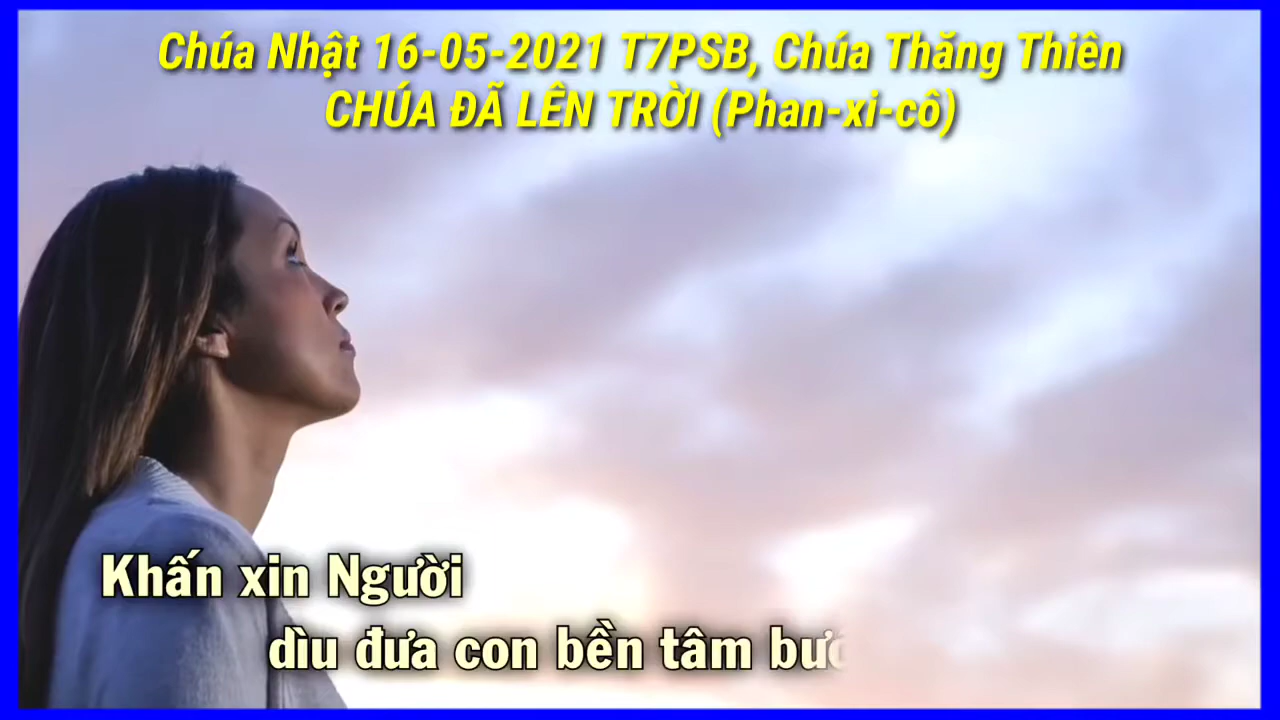 Chúa Nhật 16-05-2021 T7PSB, Chúa Thăng Thiên
CHÚA ĐÃ LÊN TRỜI (Phan-xi-cô)
Khấn xin Người
dìu đưa con bền tâm